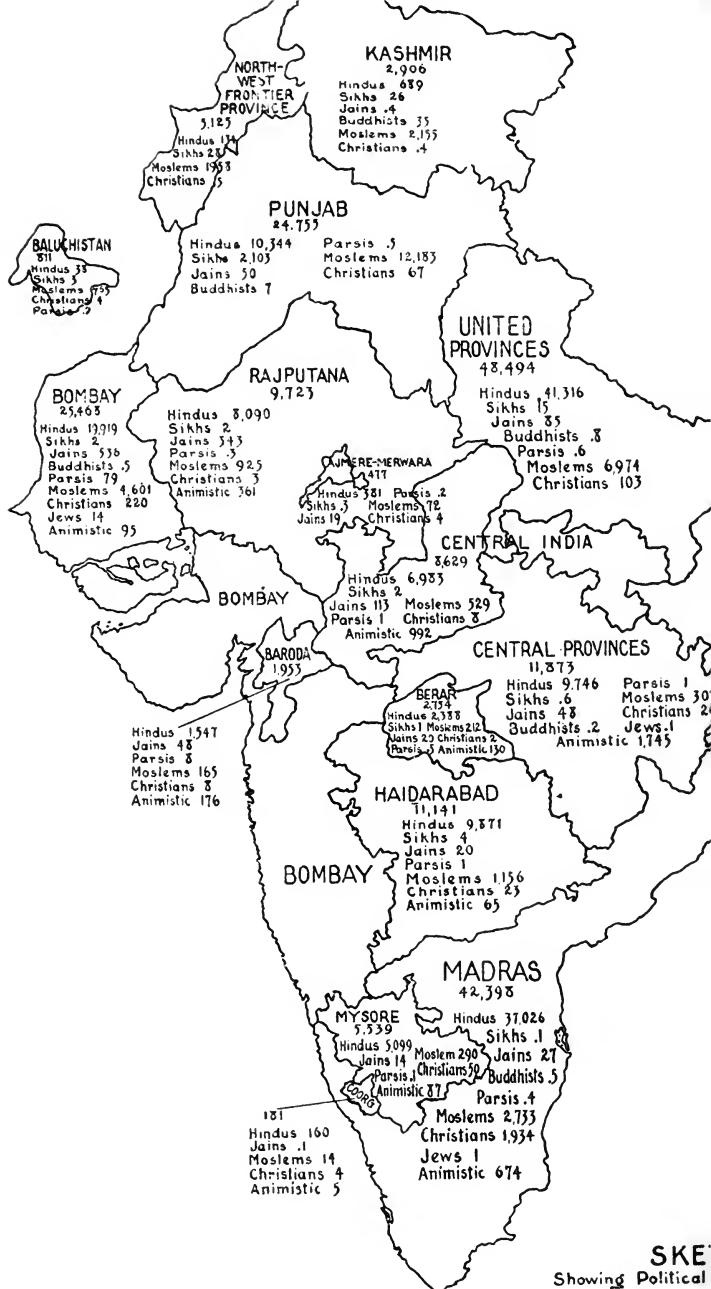 KASHMIR
2,906
Hindus 689
Sikhs 26
Jains .4
Buddhists 35
Moslems 2,155
Christians .4
NORTH-
WEST
FRONTIER
PROVINCE
Hindus
Sikhs 28
Moslems
Christians 5
PUNJAB
24.755
Hindus 10,344
Sikhs 2,103
Jains 50
Buddhists 7
Parsis .5
Moslems 12,183
Christians 67
BALUCHISTAN
811
Hindus 38
Sikhs 3
Moslems
Christians 4
Parsis .2
UNITED
PROVINCES
48,494
Hindus 41,316
Sikhs 15
Jains 85
Buddhists .8
Parsis .6
Moslems 6,974
Christians 103
BOMBAY
25,468
Hindus 19,919
Sikhs 2
Jains 536
Buddhists .5
Parsis 79
Moslems 4,601
Christians 220
Jews 14
Animistic 95
RAJPUTANA
9,723
Hindus 8,090
Sikhs 2
Jains 343
Parsis .3
Moslems 925
Christians 3
Animistic 361
AJMERE-MERWARA
477
Hindus 381 Parsis .2
Sikhs .3 Moslems 72
Jains 19 Christians 4
CENTRAL INDIA
8,629
Hindus 6,983
Sikhs 2
Jains 113 Moslems 529
Parsis 1 Christians 8
Animistic 992
BOMBAY
BARODA
1,953
Hindus 1,547
Jains 48
Parsis 8
Moslems 165
Christians 8
Animistic 176
CENTRAL PROVINCES
11,873
Hindus 9.746
Sikhs .6
Jains 48
Buddhists .2
Parsis 1
Moslems 30
Christians 2
Jews .1
Animistic 1,745
BERAR
2,754
Hindus 2,388
Sikhs 1 Moslems 212
Jains 20 Christians 2
Parsis .5 Animistic 130
HAIDARABAD
11,141
Hindus 9,871
Sikhs 4
Jains 20
Parsis 1
Moslems 1,156
Christians 23
Animistic 65
BOMBAY
MADRAS
42,398
Hindus 37,026
Sikhs .1
Jains 27
Buddhists .5
Parsis .4
Moslems 2,733
Christians 1,934
Jews 1
Animistic 674
MYSORE
5,539
Hindus 5,099
Jains 14
Parsis .1
Moslem 290
Christians 50
Animistic 87
COORG
181
Hindus 160
Jains .1
Moslems 14
Christians 4
Animistic 5
SKE
Showing Political